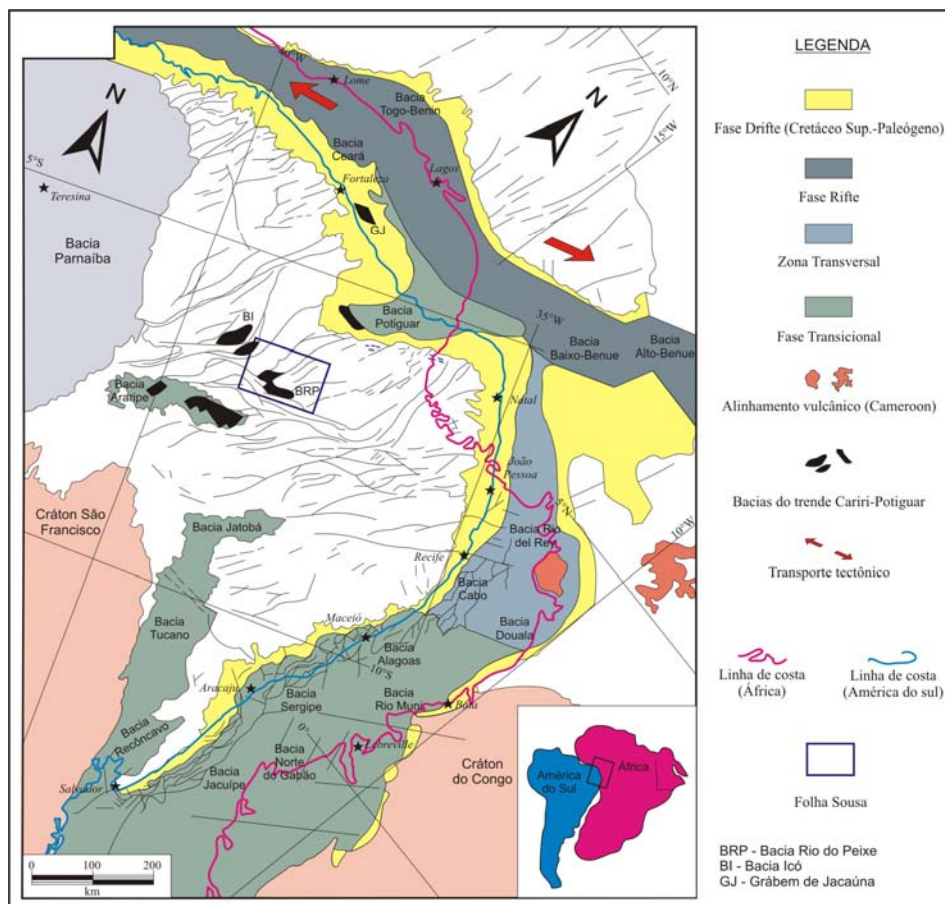 40°W
Lome
Bacia
Togo-Benin
N
N
10°N
15°W
5°S
Bacia
Ceará
Lagos
Fortaleza
Teresina
GJ
Bacia
Parnaíba
Bacia
Potiguar
35°W
BI
Bacia
Baixo-Benue
Bacia
Alto-Benue
BRP
Bacia
Araripe
Natal
João
Pessoa
5°N
10°W
Cráton São
Francisco
Bacia Jatobá
Bacia Rio
del Rey
Recife
Bacia
Cabo
Bacia
Tucano
Maceió
Bacia
Douala
Bacia
Alagoas
10°S
Aracaju
Bacia
Sergipe
Bacia
Rio Muni
Bata
0°
Bacia
Recôncavo
Bacia
Norte
do Gabão
Lebreville
Cráton
do Congo
Bacia
Jacuípe
Salvador
América
do Sul
África
0 100 200
km
LEGENDA
Fase Drifte (Cretáceo Sup.-Paleógeno)
Fase Rifte
Zona Transversal
Fase Transicional
Alinhamento vulcânico (Cameroon)
Bacias do trende Cariri-Potiguar
Transporte tectônico
Linha de costa
(África)
Linha de costa
(América do sul)
Folha Sousa
BRP - Bacia Rio do Peixe
BI - Bacia Icó
GJ - Grábem de Jacaúna